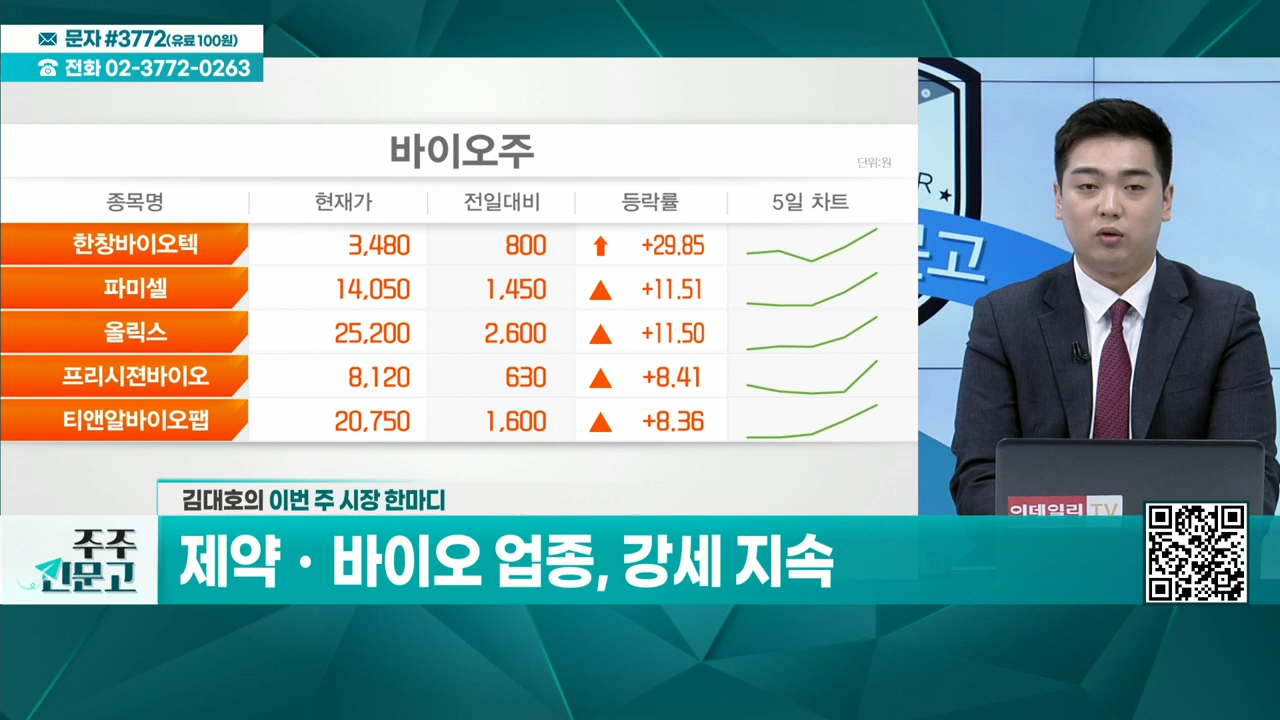 문자 #3772(유료 100원)
전화 02-3772-0263
바이오주
단위:원
종목명 현재가 전일대비 등락률 5일 차트
한창바이오텍 3,480 800 +29.85
파미셀 14,050 1,450 ▲ +11.51
올릭스 25,200 2,600 ▲ +11.50
프리시젼바이오 8,120 630 ▲ +8.41
티앤알바이오팹 20,750 1,600 ▲ +8.36
R
문고
이데일리 TV
김대호의 이번 주 시장 한마디
주주
신문고
제약·바이오 업종, 강세 지속